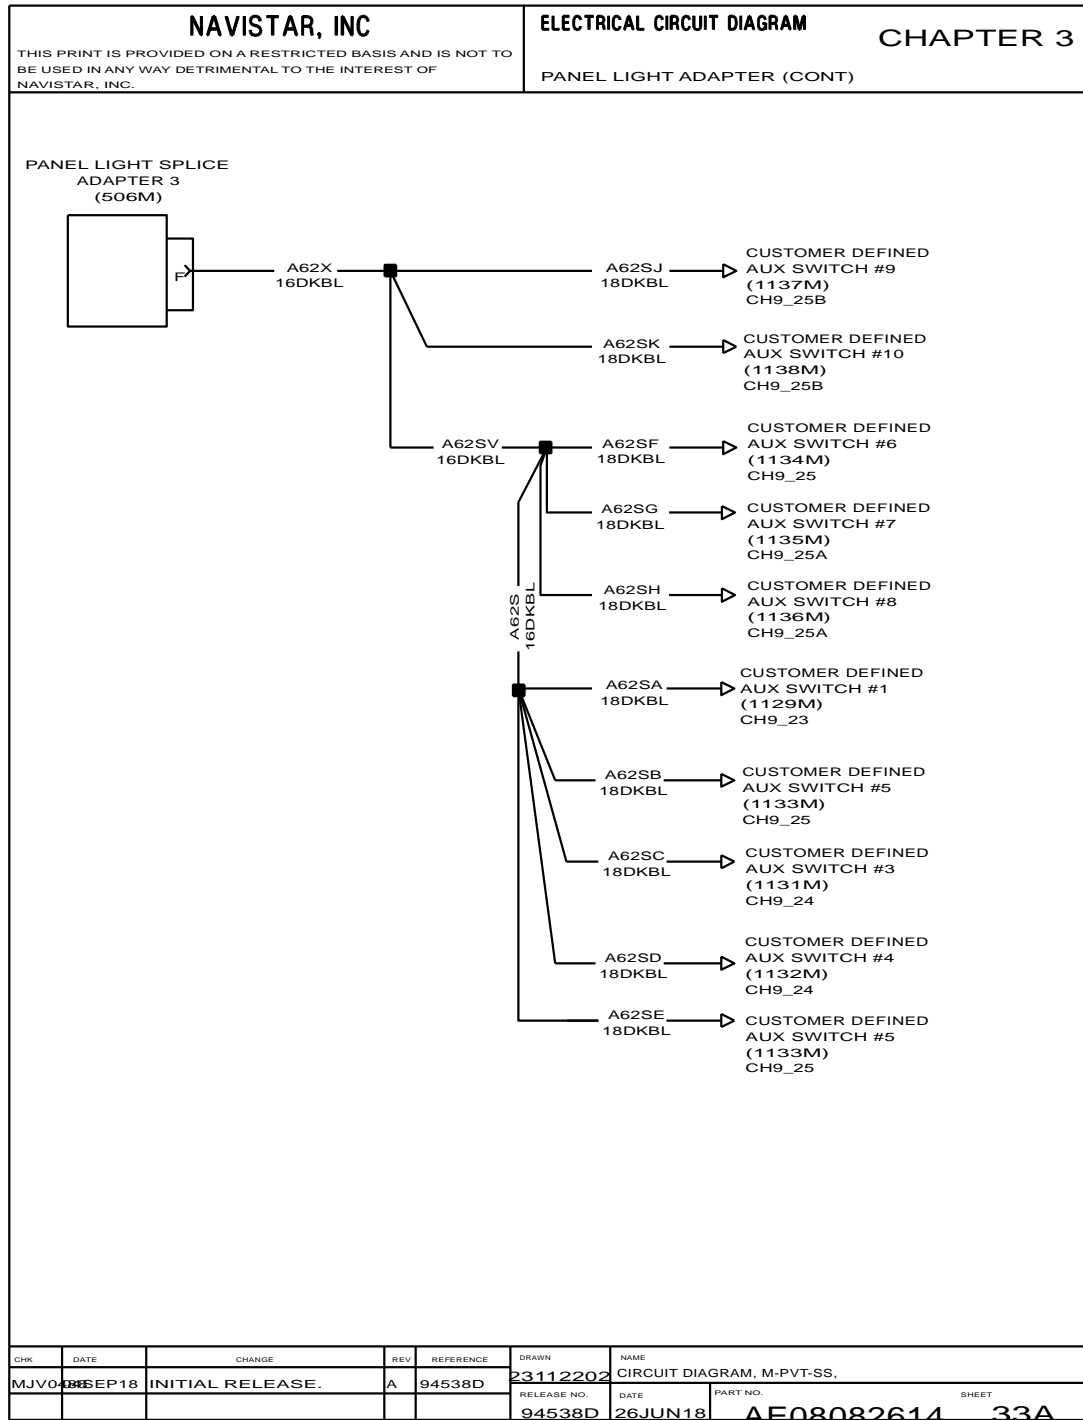 NAVISTAR, INC
THIS PRINT IS PROVIDED ON A RESTRICTED BASIS AND IS NOT TO
BE USED IN ANY WAY DETRIMENTAL TO THE INTEREST OF
NAVISTAR, INC.
ELECTRICAL CIRCUIT DIAGRAM
CHAPTER 3
PANEL LIGHT ADAPTER (CONT)
PANEL LIGHT SPLICE
ADAPTER 3
(506M)
F
A62X
16DKBL
A62SJ
18DKBL
CUSTOMER DEFINED
AUX SWITCH #9
(1137M)
CH9_25B
A62SK
18DKBL
CUSTOMER DEFINED
AUX SWITCH #10
(1138M)
CH9_25B
A62SV
16DKBL
A62SF
18DKBL
CUSTOMER DEFINED
AUX SWITCH #6
(1134M)
CH9_25
A62SG
18DKBL
CUSTOMER DEFINED
AUX SWITCH #7
(1135M)
CH9_25A
A62S
16DKBL
A62SH
18DKBL
CUSTOMER DEFINED
AUX SWITCH #8
(1136M)
CH9_25A
A62SA
18DKBL
CUSTOMER DEFINED
AUX SWITCH #1
(1129M)
CH9_23
A62SB
18DKBL
CUSTOMER DEFINED
AUX SWITCH #5
(1133M)
CH9_25
A62SC
18DKBL
CUSTOMER DEFINED
AUX SWITCH #3
(1131M)
CH9_24
A62SD
18DKBL
CUSTOMER DEFINED
AUX SWITCH #4
(1132M)
CH9_24
A62SE
18DKBL
CUSTOMER DEFINED
AUX SWITCH #5
(1133M)
CH9_25
CHK DATE CHANGE REV REFERENCE
INITIAL RELEASE. A 94538D
DRAWN
23112202
NAME
CIRCUIT DIAGRAM, M-PVT-SS,
RELEASE NO.
94538D
DATE
26JUN18
PART NO.
AE08082614
SHEET
33A